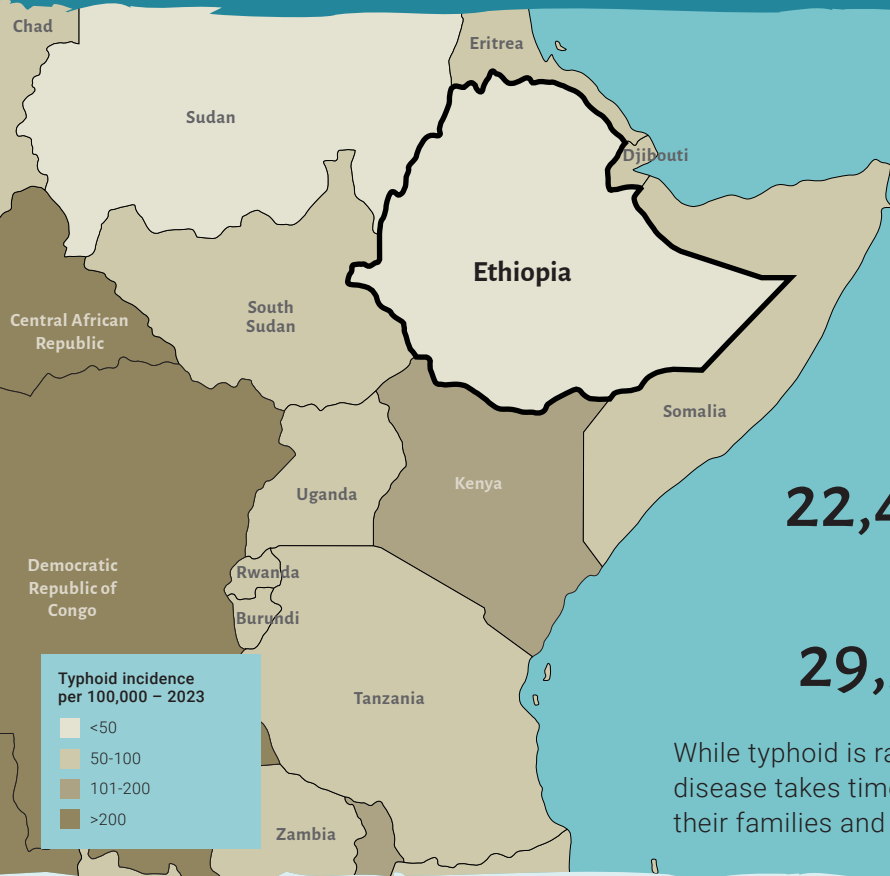 Chad
Eritrea
Sudan
Djibouti
Ethiopia
South
Sudan
Central African
Republic
Somalia
Kenya
Uganda
22,4
Democratic
Republic of
Congo
Rwanda
Burundi
29,
Typhoid incidence
per 100,000 – 2023
<50
50-100
101-200
>200
Tanzania
Zambia
While typhoid is ra
disease takes time
their families and